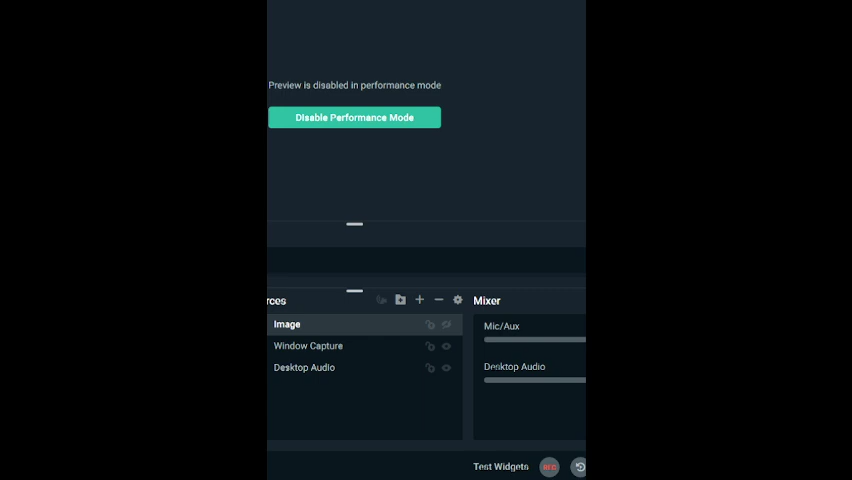 Preview is disabled in performance mode
Disable Performance Mode
rces
Mixer
Image
Mic/Aux
Window Capture
Desktop Audio
Desktop Audio
Test Widgets
REC